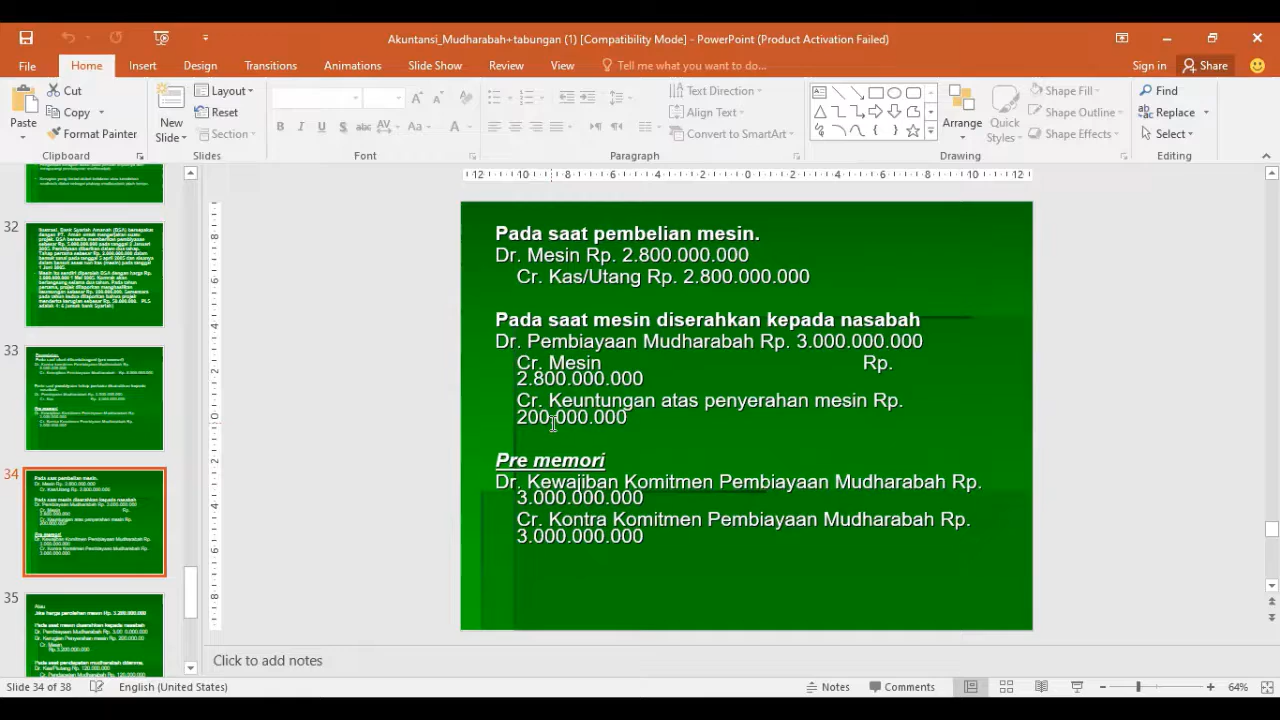 Akuntansi_Mudharabah+tabungan (1) [Compatibility Mode] - PowerPoint (Product Activation Failed)
File Home Insert Design Transitions Animations Slide Show Review View Tell me what you want to do... Sign in Share
Paste
Cut
Copy
Format Painter
Clipboard
New Slide
Layout
Reset
Section
Slides
B I U S abc AV Aa A
Font
Text Direction
Align Text
Convert to SmartArt
Paragraph
Arrange
Quick Styles
Shape Fill
Shape Outline
Shape Effects
Drawing
Find
Replace
Select
Editing
32
33
34
35
Atau
Pada saat pembelian mesin.
Dr. Mesin Rp. 2.800.000.000
Cr. Kas/Utang Rp. 2.800.000.000
Pada saat mesin diserahkan kepada nasabah
Dr. Pembiayaan Mudharabah Rp. 3.000.000.000
Cr. Mesin Rp.
2.800.000.000
Cr. Keuntungan atas penyerahan mesin Rp.
200.000.000
Pre memori
Dr. Kewajiban Komitmen Pembiayaan Mudharabah Rp.
3.000.000.000
Cr. Kontra Komitmen Pembiayaan Mudharabah Rp.
3.000.000.000
Click to add notes
Slide 34 of 38 English (United States) Notes Comments 64%